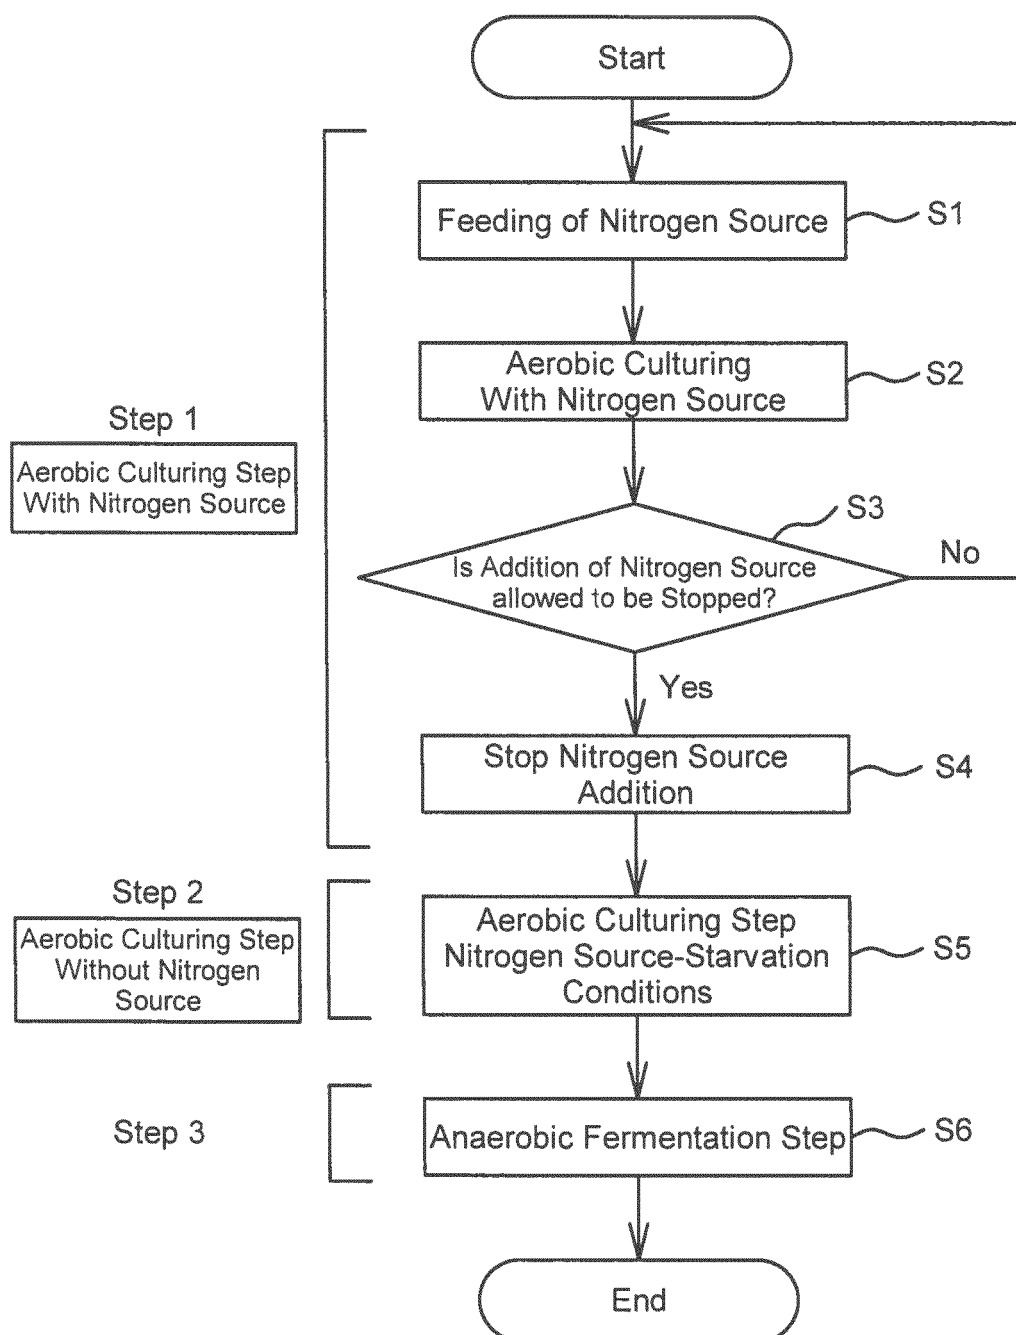 Start
Feeding of Nitrogen Source
S1
Aerobic Culturing
With Nitrogen Source
S2
Step 1
Aerobic Culturing Step
With Nitrogen Source
S3
Is Addition of Nitrogen Source
allowed to be Stopped?
No
Yes
Stop Nitrogen Source
Addition
S4
Step 2
Aerobic Culturing Step
Without Nitrogen
Source
Aerobic Culturing Step
Nitrogen Source-Starvation
Conditions
S5
Step 3
Anaerobic Fermentation Step
S6
End